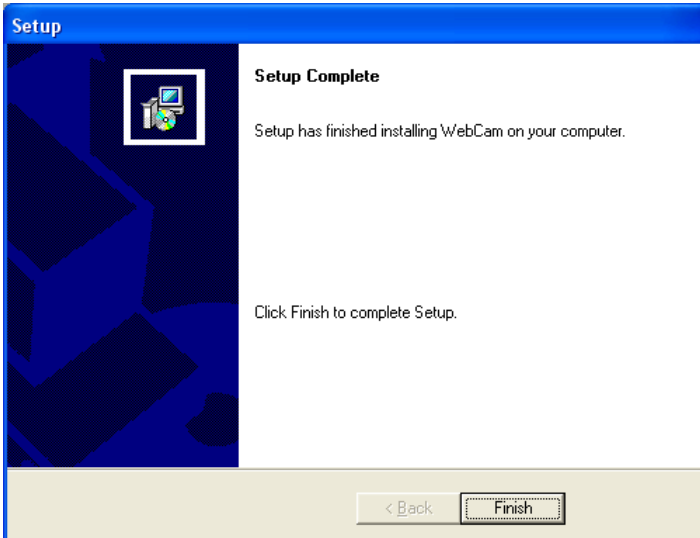 Setup
Setup Complete
Setup has finished installing WebCam on your computer.
Click Finish to complete Setup.
< Back
Finish